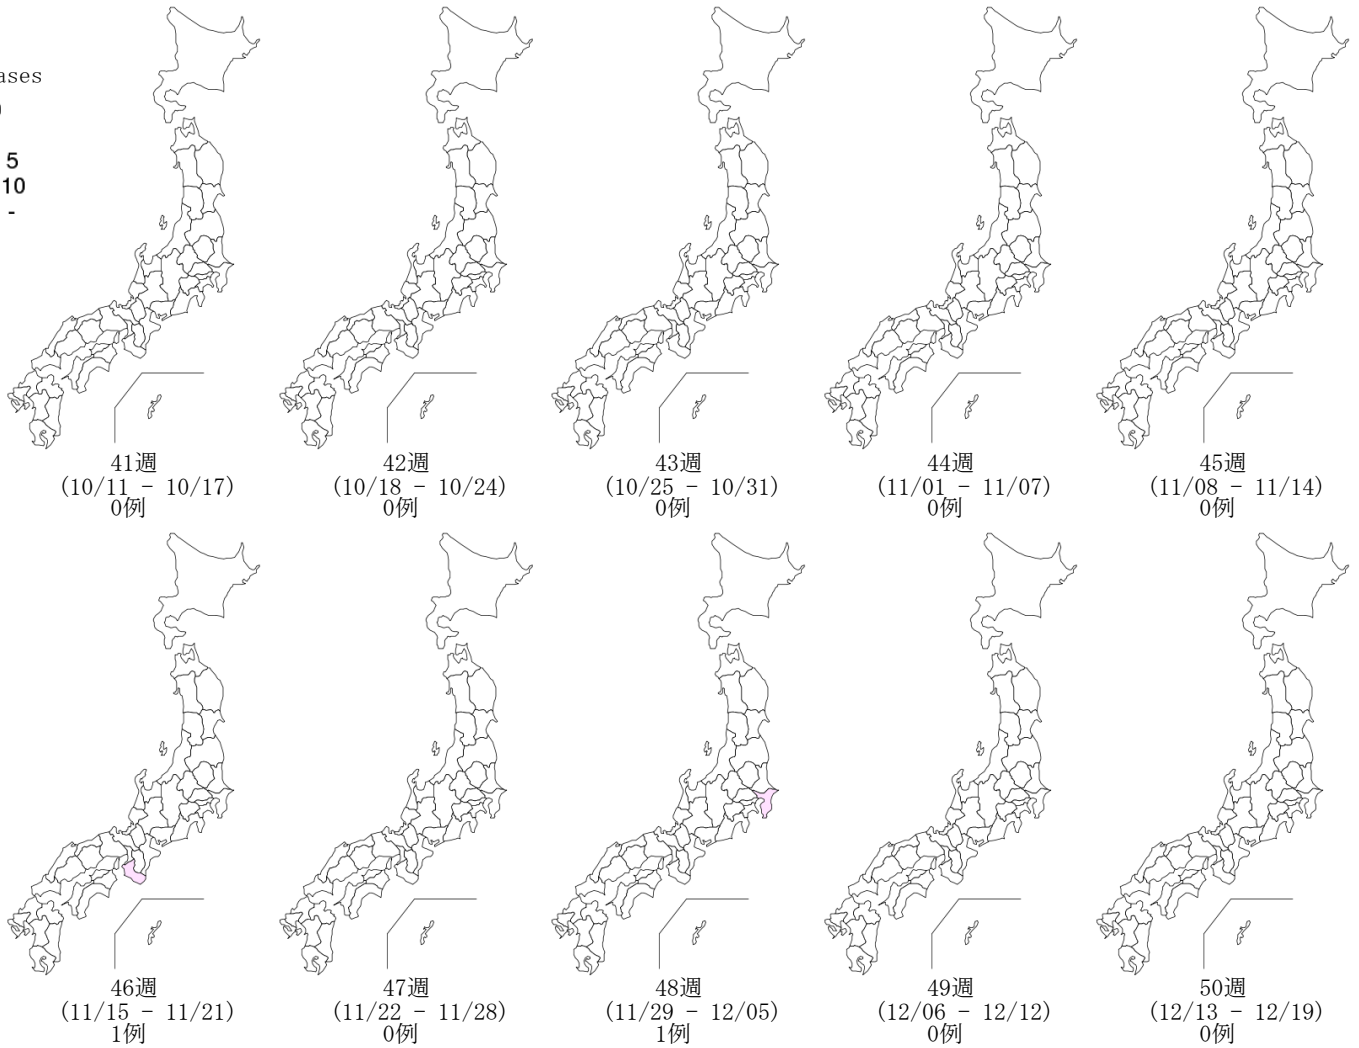 ases
5
10
-
41週
(10/11 - 10/17)
0例
42週
(10/18 - 10/24)
0例
43週
(10/25 - 10/31)
0例
44週
(11/01 - 11/07)
0例
45週
(11/08 - 11/14)
0例
46週
(11/15 - 11/21)
1例
47週
(11/22 - 11/28)
0例
48週
(11/29 - 12/05)
1例
49週
(12/06 - 12/12)
0例
50週
(12/13 - 12/19)
0例